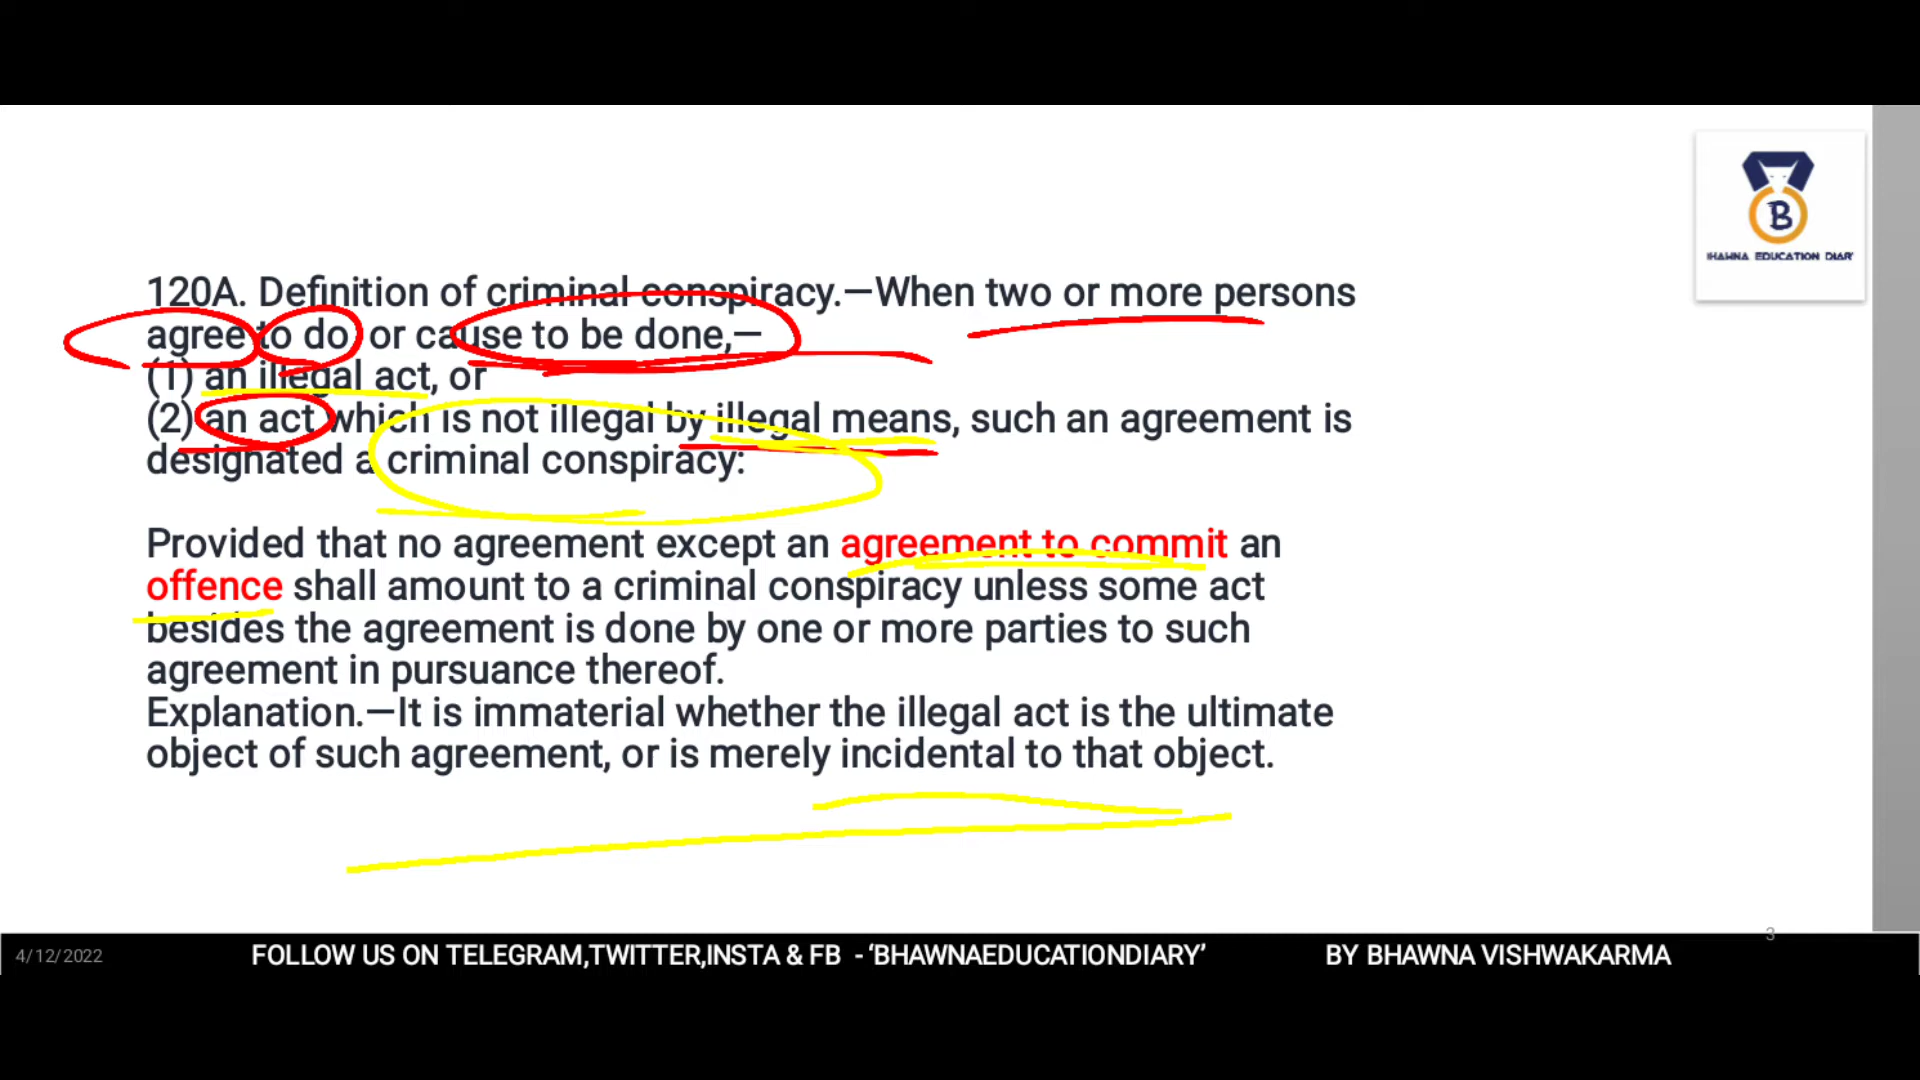 B
BHAWNA EDUCATION DIARY
120A. Definition of criminal conspiracy.—When two or more persons
agree to do, or cause to be done,—
(1) an illegal act, or
(2) an act which is not illegal by illegal means, such an agreement is
designated a criminal conspiracy:
Provided that no agreement except an agreement to commit an
offence shall amount to a criminal conspiracy unless some act
besides the agreement is done by one or more parties to such
agreement in pursuance thereof.
Explanation.—It is immaterial whether the illegal act is the ultimate
object of such agreement, or is merely incidental to that object.
3
4/12/2022 FOLLOW US ON TELEGRAM,TWITTER,INSTA & FB - ‘BHAWNAEDUCATIONDIARY’ BY BHAWNA VISHWAKARMA